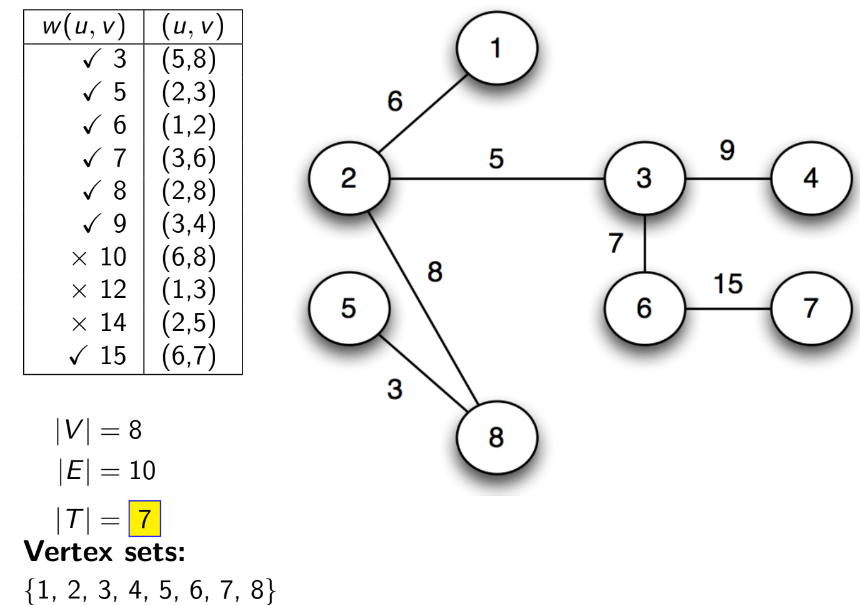 w(u, v) (u, v)
✓ 3 (5,8)
✓ 5 (2,3)
✓ 6 (1,2)
✓ 7 (3,6)
✓ 8 (2,8)
✓ 9 (3,4)
× 10 (6,8)
× 12 (1,3)
× 14 (2,5)
✓ 15 (6,7)
|V| = 8
|E| = 10
|T| = 7
Vertex sets:
{1, 2, 3, 4, 5, 6, 7, 8}
1
6
2
5
3
9
4
7
8
5
6
15
7
3
8